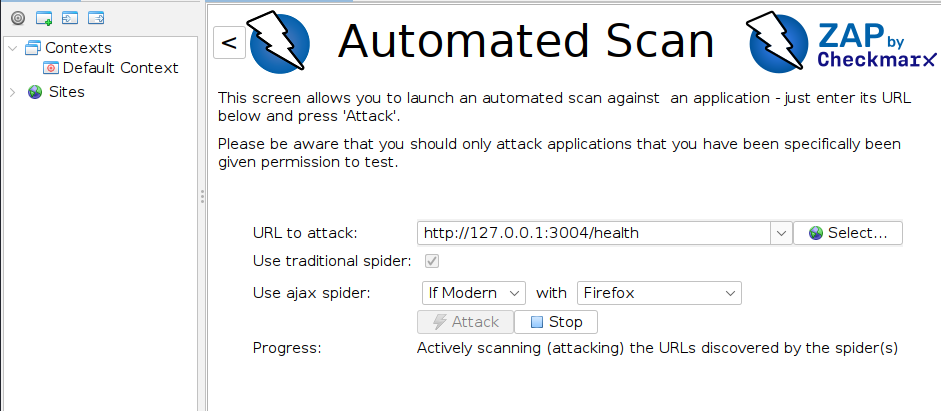 Contexts
Default Context
Sites
<
Automated Scan
ZAP by
Checkmarx
This screen allows you to launch an automated scan against  an application - just enter its URL
below and press 'Attack'.
Please be aware that you should only attack applications that you have been specifically been
given permission to test.
URL to attack: http://127.0.0.1:3004/health Select...
Use traditional spider:
Use ajax spider: If Modern with Firefox
Attack Stop
Progress: Actively scanning (attacking) the URLs discovered by the spider(s)